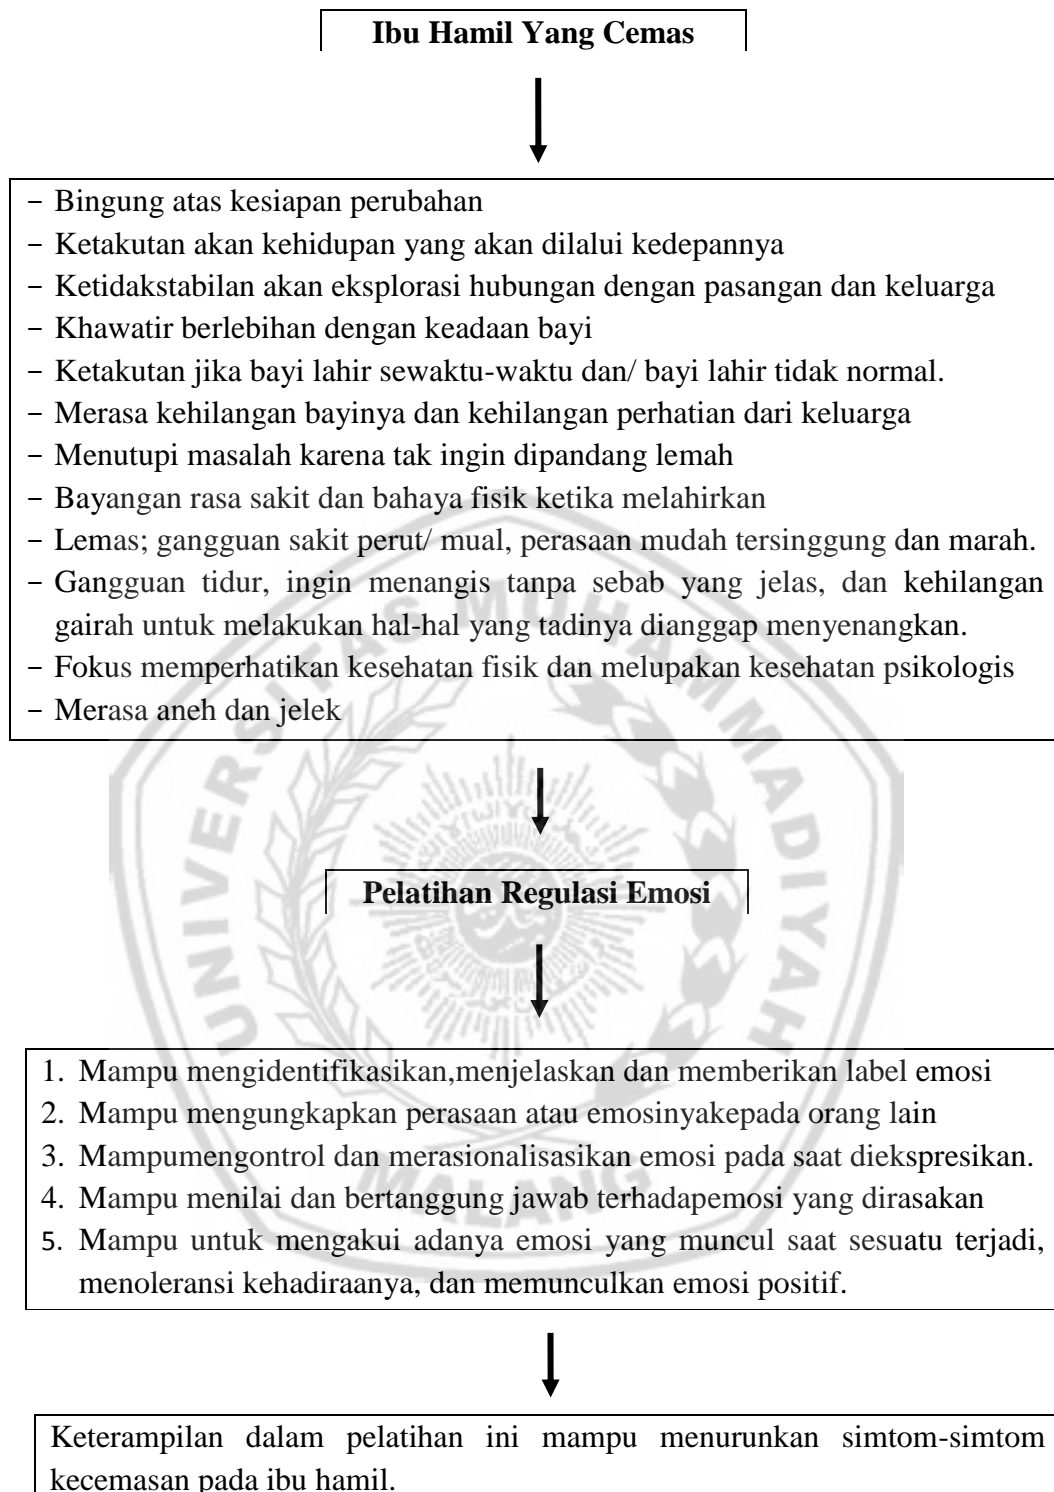 Ibu Hamil Yang Cemas
- Bingung atas kesiapan perubahan
- Ketakutan akan kehidupan yang akan dilalui kedepannya
- Ketidakstabilan akan eksplorasi hubungan dengan pasangan dan keluarga
- Khawatir berlebihan dengan keadaan bayi
- Ketakutan jika bayi lahir sewaktu-waktu dan/ bayi lahir tidak normal.
- Merasa kehilangan bayinya dan kehilangan perhatian dari keluarga
- Menutupi masalah karena tak ingin dipandang lemah
- Bayangan rasa sakit dan bahaya fisik ketika melahirkan
- Lemas; gangguan sakit perut/ mual, perasaan mudah tersinggung dan marah.
- Gangguan tidur, ingin menangis tanpa sebab yang jelas, dan kehilangan
gairah untuk melakukan hal-hal yang tadinya dianggap menyenangkan.
- Fokus memperhatikan kesehatan fisik dan melupakan kesehatan psikologis
- Merasa aneh dan jelek
Pelatihan Regulasi Emosi
1. Mampu mengidentifikasikan,menjelaskan dan memberikan label emosi
2. Mampu mengungkapkan perasaan atau emosinyakepada orang lain
3. Mampumengontrol dan merasionalisasikan emosi pada saat diekspresikan.
4. Mampu menilai dan bertanggung jawab terhadapemosi yang dirasakan
5. Mampu untuk mengakui adanya emosi yang muncul saat sesuatu terjadi,
menoleransi kehadiraanya, dan memunculkan emosi positif.
Keterampilan dalam pelatihan ini mampu menurunkan simtom-simtom
kecemasan pada ibu hamil.
UNIVERSITAS MUHAMMADIYAH
MALANG